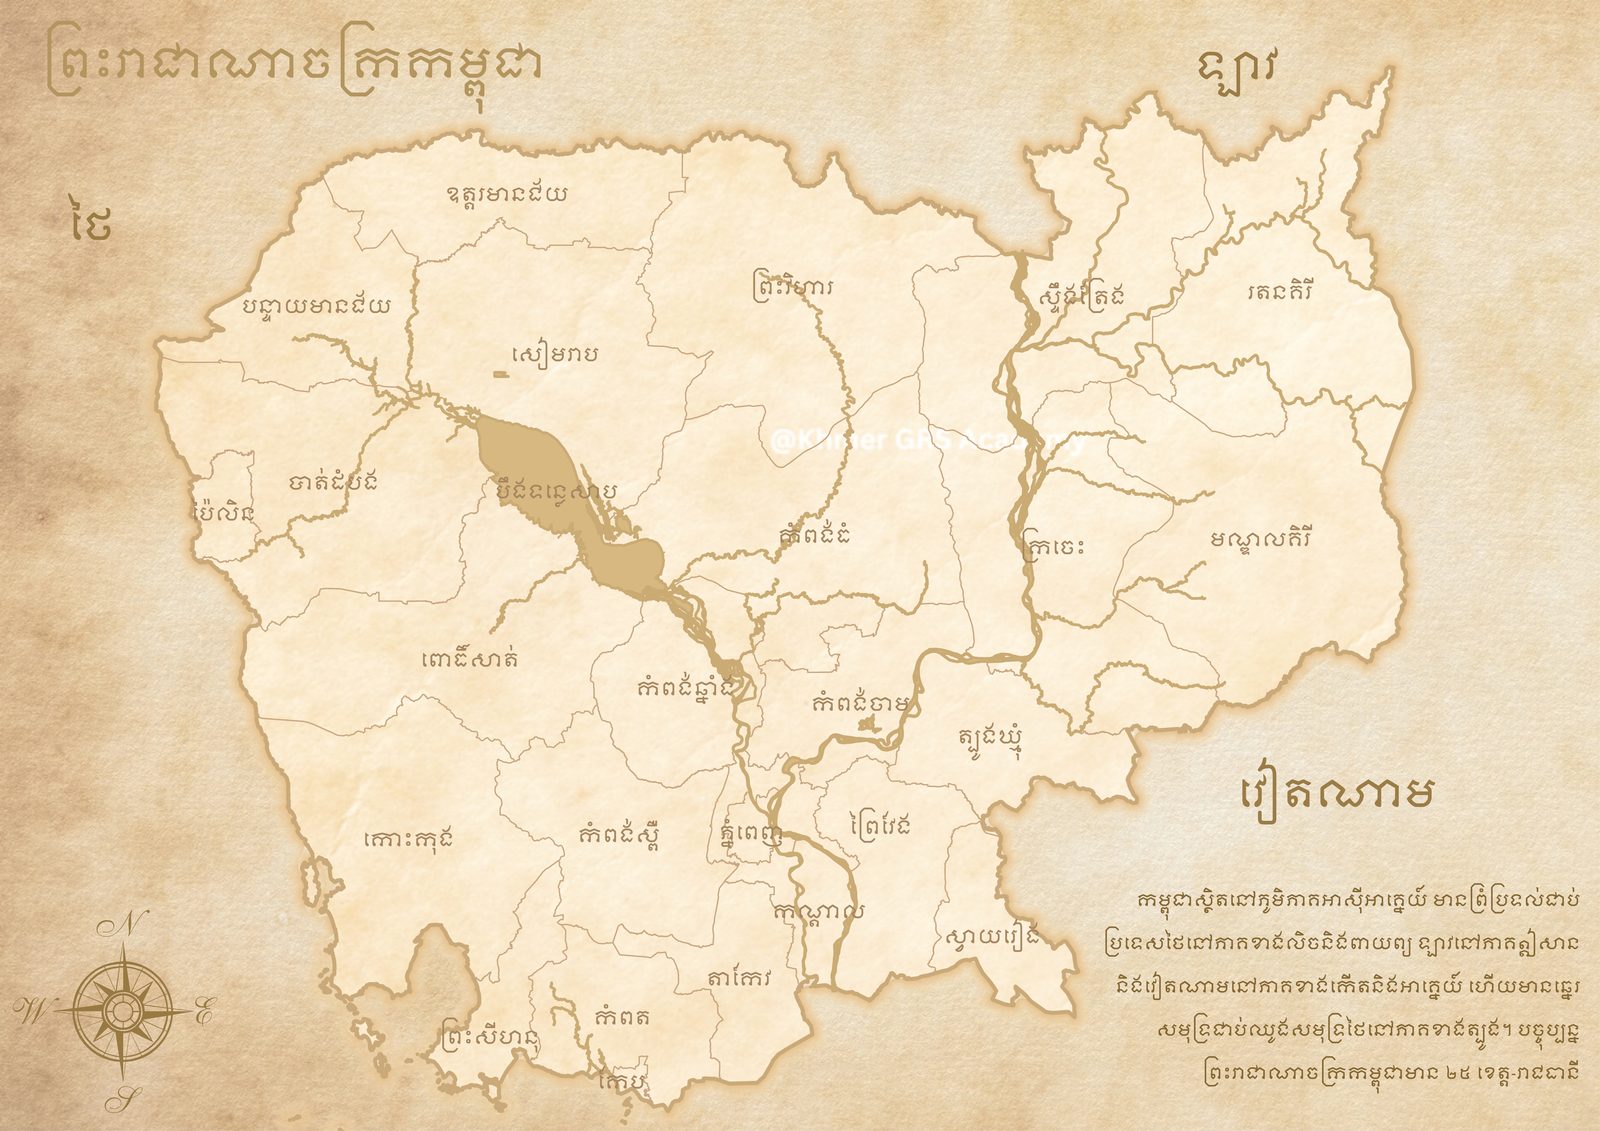 ព្រះរាជាណាចក្រកម្ពុជា
ឡាវ
ថៃ
ឧត្តរមានជ័យ
ព្រះវិហារ
ស្ទឹងត្រែង
រតនគិរី
បន្ទាយមានជ័យ
សៀមរាប
@Khmer GRS Academy
បាត់ដំបង
បឹងទន្លេសាប
ប៉ៃលិន
កំពង់ធំ
ក្រចេះ
មណ្ឌលគិរី
ពោធិ៍សាត់
កំពង់ឆ្នាំង
កំពង់ចាម
ត្បូងឃ្មុំ
វៀតណាម
កោះកុង
កំពង់ស្ពឺ
ភ្នំពេញ
ព្រៃវែង
កណ្តាល
ស្វាយរៀង
តាកែវ
កំពត
ព្រះសីហនុ
កែប
N
W
E
S
កម្ពុជាស្ថិតនៅភូមិភាគអាស៊ីអាគ្នេយ៍ មានព្រំប្រទល់ជាប់
ប្រទេសថៃនៅភាគខាងលិចនិងពាយព្យ ឡាវនៅភាគឦសាន
និងវៀតណាមនៅភាគខាងកើតនិងអាគ្នេយ៍ ហើយមានឆ្នេរ
សមុទ្រជាប់ឈូងសមុទ្រថៃនៅភាគខាងត្បូង។ បច្ចុប្បន្ន
ព្រះរាជាណាចក្រកម្ពុជាមាន ២៥ ខេត្ត-រាជធានី